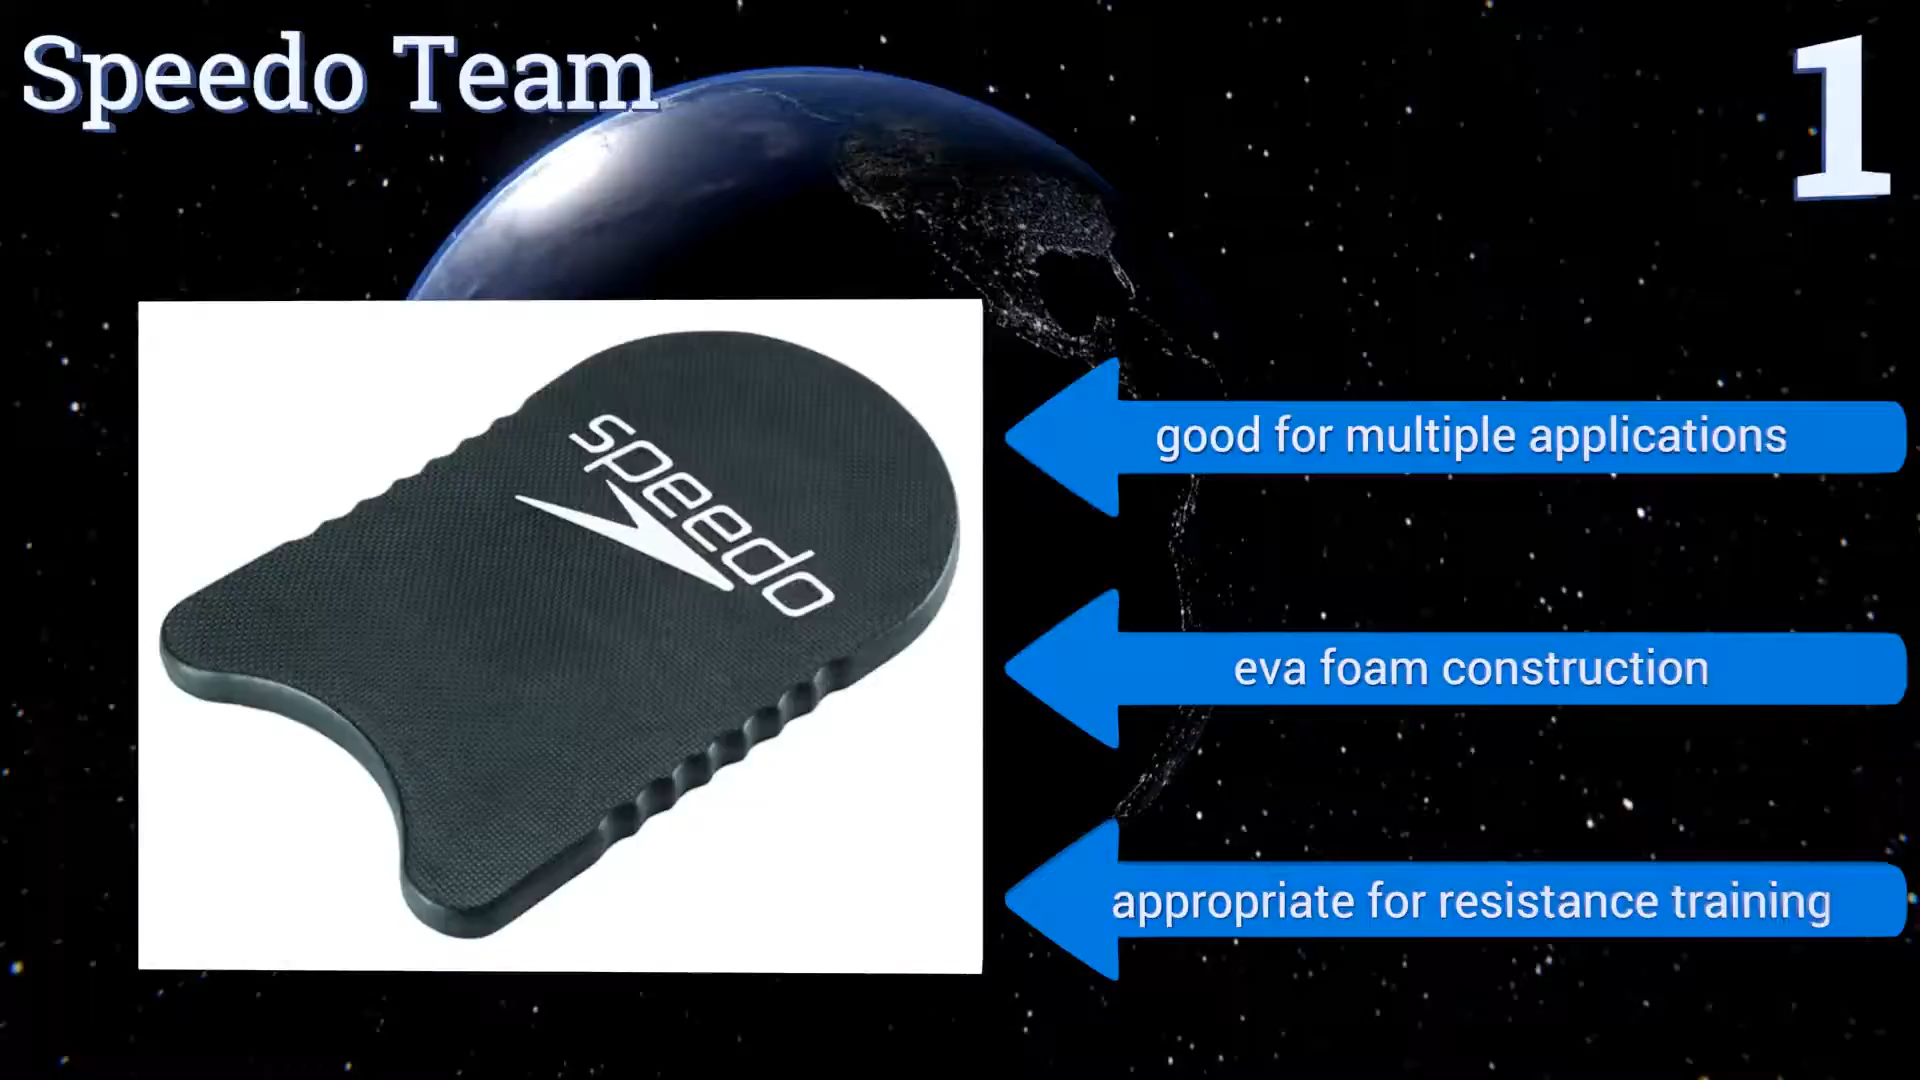 Speedo Team
1
speedo
good for multiple applications
eva foam construction
appropriate for resistance training